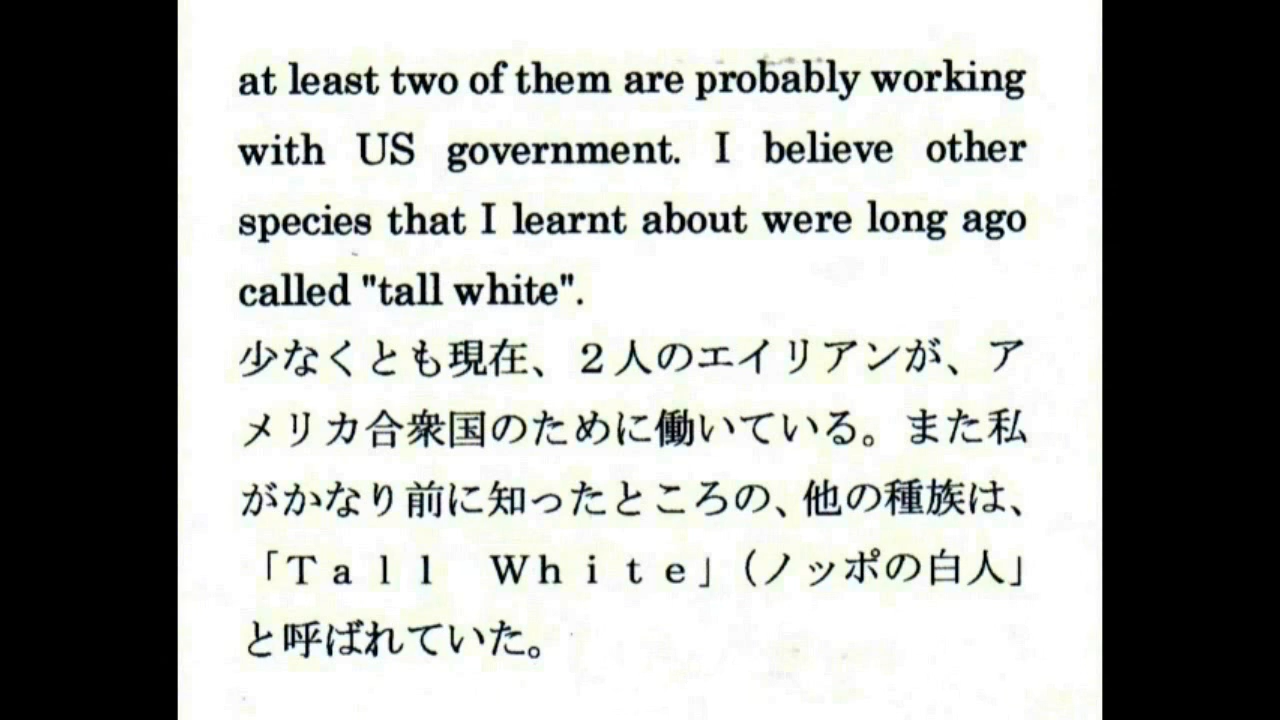 at least two of them are probably working
with US government. I believe other
species that I learnt about were long ago
called "tall white".
少なくとも現在、２人のエイリアンが、ア
メリカ合衆国のために働いている。また私
がかなり前に知ったところの、他の種族は、
「Ｔａｌｌ　Ｗｈｉｔｅ」（ノッポの白人」
と呼ばれていた。